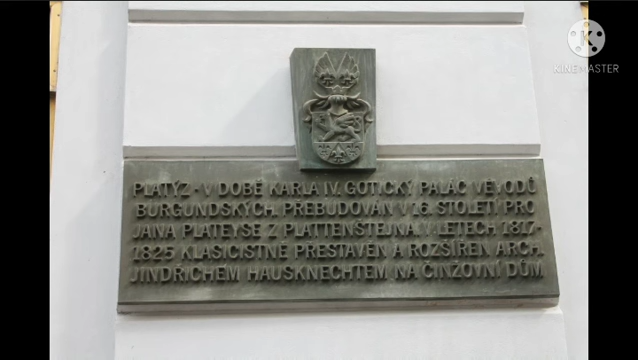 KINEMASTER
PLATÝZ - V DOBĚ KARLA IV. GOTICKÝ PALÁC VÉVODŮ
BURGUNDSKÝCH, PŘEBUDOVÁN V 16. STOLETÍ PRO
JANA PLATEYSE Z PLATTENŠTEJNA, V LETECH 1817-
1825 KLASICISTNĚ PŘESTAVĚN A ROZŠÍŘEN ARCH.
JINDŘICHEM HAUSKNECHTEM NA ČINŽOVNÍ DŮM